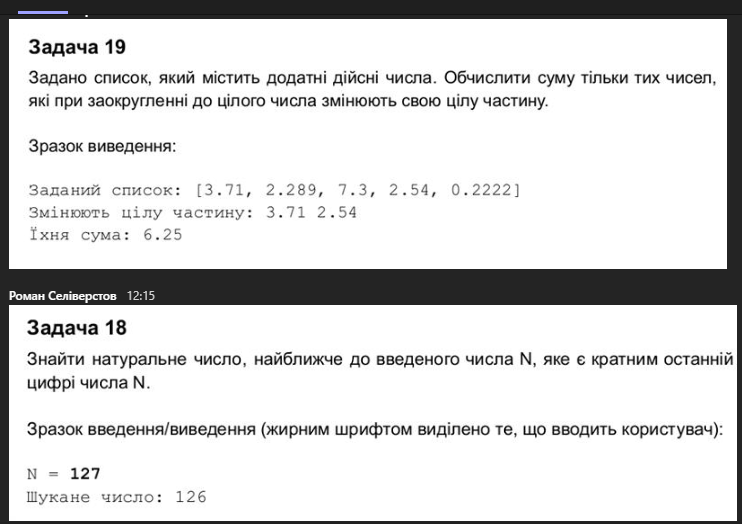 Задача 19
Задано список, який містить додатні дійсні числа. Обчислити суму тільки тих чисел,
які при заокругленні до цілого числа змінюють свою цілу частину.
Зразок виведення:
Заданий список: [3.71, 2.289, 7.3, 2.54, 0.2222]
Змінюють цілу частину: 3.71 2.54
Їхня сума: 6.25
Роман Селіверстов 12:15
Задача 18
Знайти натуральне число, найближче до введеного числа N, яке є кратним останній
цифрі числа N.
Зразок введення/виведення (жирним шрифтом виділено те, що вводить користувач):
N = 127
Шукане число: 126